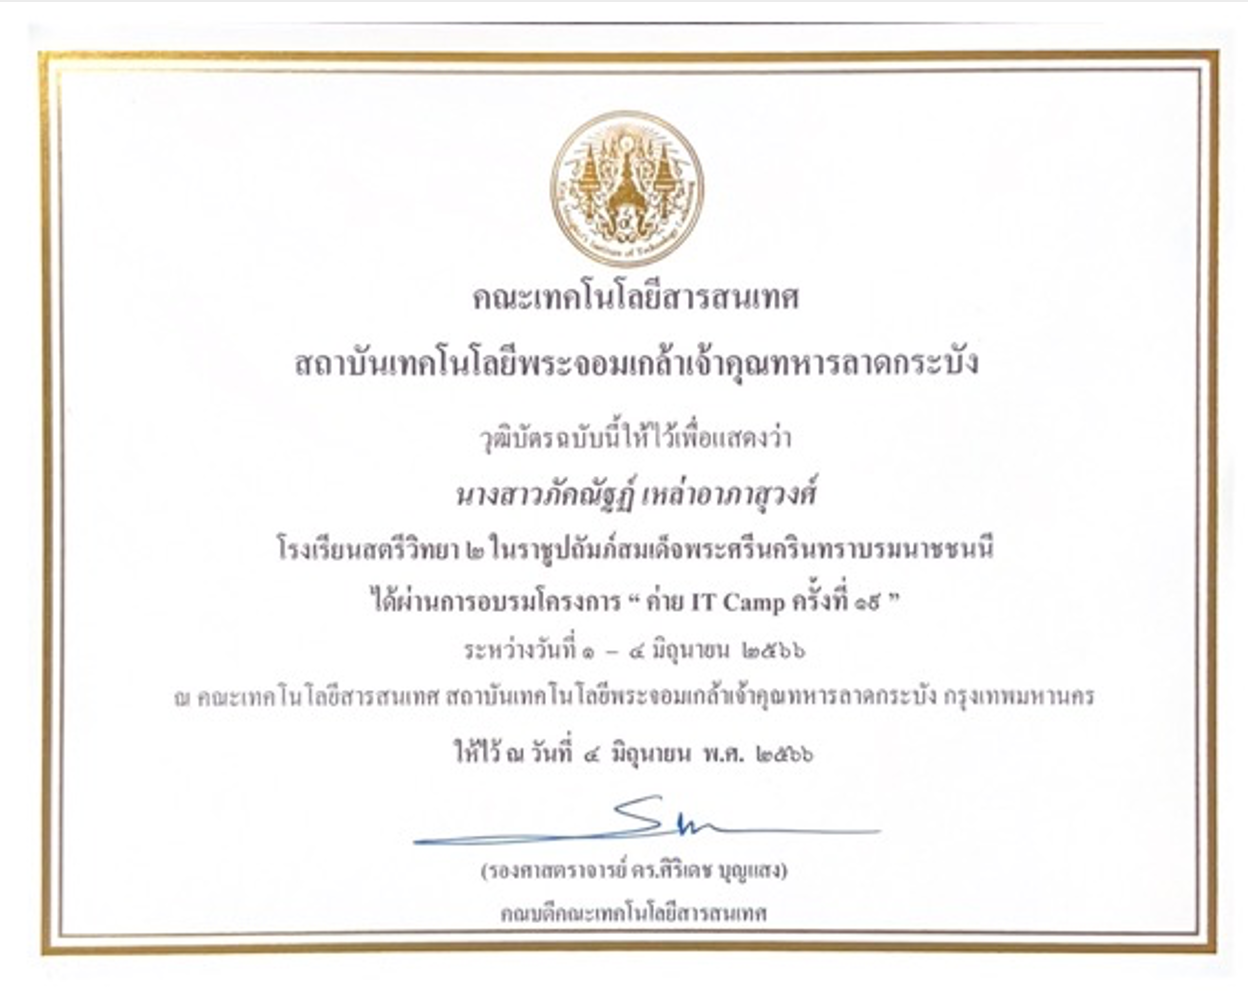 คณะเทคโนโลยีสารสนเทศ
สถาบันเทคโนโลยีพระจอมเกล้าเจ้าคุณทหารลาดกระบัง
วุฒิบัตรฉบับนี้ให้ไว้เพื่อแสดงว่า
นางสาวภัคณัฐฏ์ เหล่าอาภาสุวงศ์
โรงเรียนสตรีวิทยา ๒ ในราชูปถัมภ์สมเด็จพระศรีนครินทราบรมนาชชนนี
ได้ผ่านการอบรมโครงการ “ ค่าย IT Camp ครั้งที่ ๑๙ ”
ระหว่างวันที่ ๑ – ๔ มิถุนายน ๒๕๖๖
ณ คณะเทคโนโลยีสารสนเทศ สถาบันเทคโนโลยีพระจอมเกล้าเจ้าคุณทหารลาดกระบัง กรุงเทพมหานคร
ให้ไว้ ณ วันที่ ๔ มิถุนายน พ.ศ. ๒๕๖๖
(รองศาสตราจารย์ ดร.ศิริเดช บุญแสง)
คณบดีคณะเทคโนโลยีสารสนเทศ